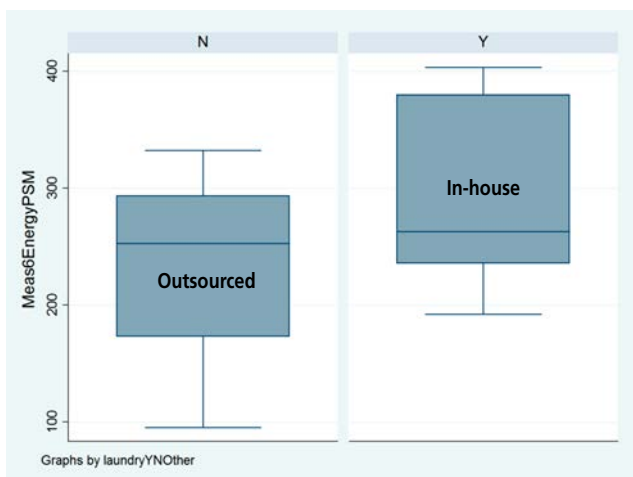 N
Y
Meas6EnergyPSM
400
300
200
100
Outsourced
In-house
Graphs by laundryYNOther